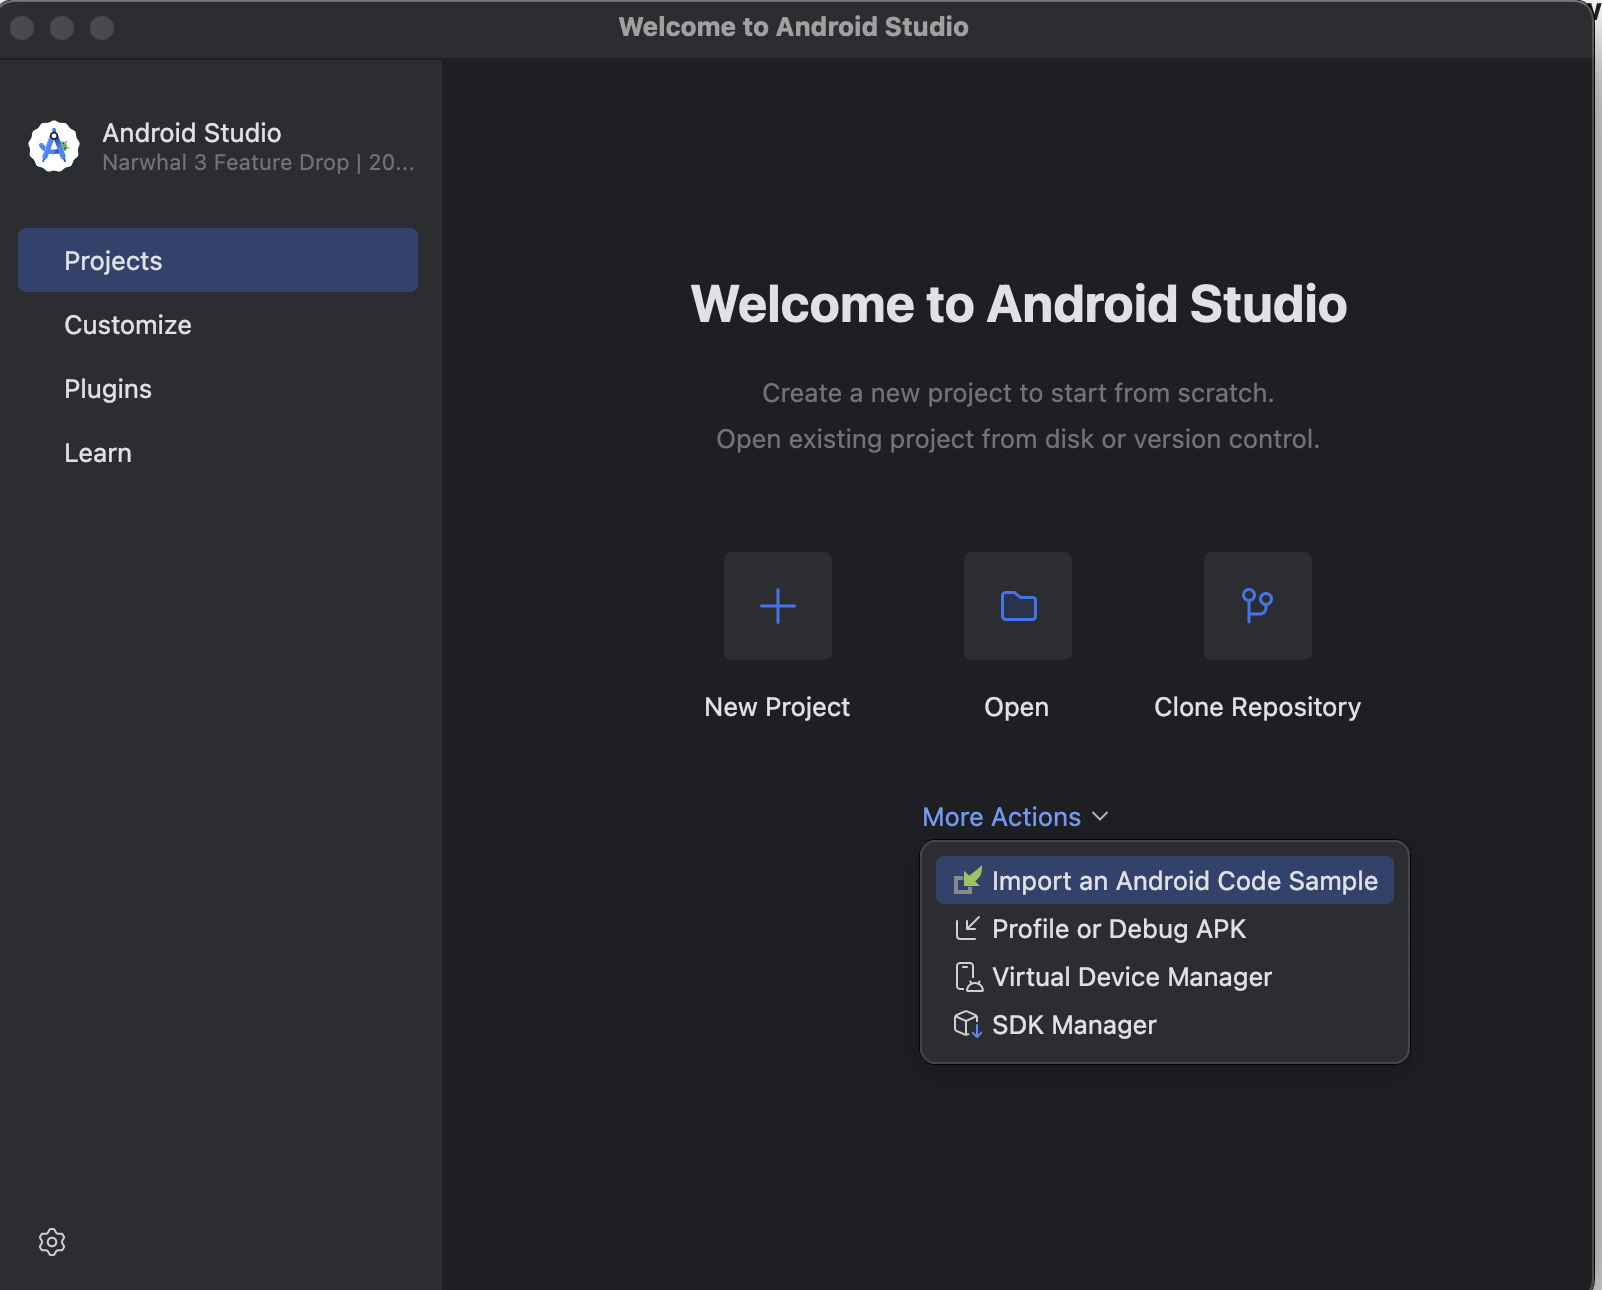 Welcome to Android Studio
Android Studio
Narwhal 3 Feature Drop | 20...
Projects
Customize
Plugins
Learn
Welcome to Android Studio
Create a new project to start from scratch.
Open existing project from disk or version control.
New Project
Open
Clone Repository
More Actions
Import an Android Code Sample
Profile or Debug APK
Virtual Device Manager
SDK Manager